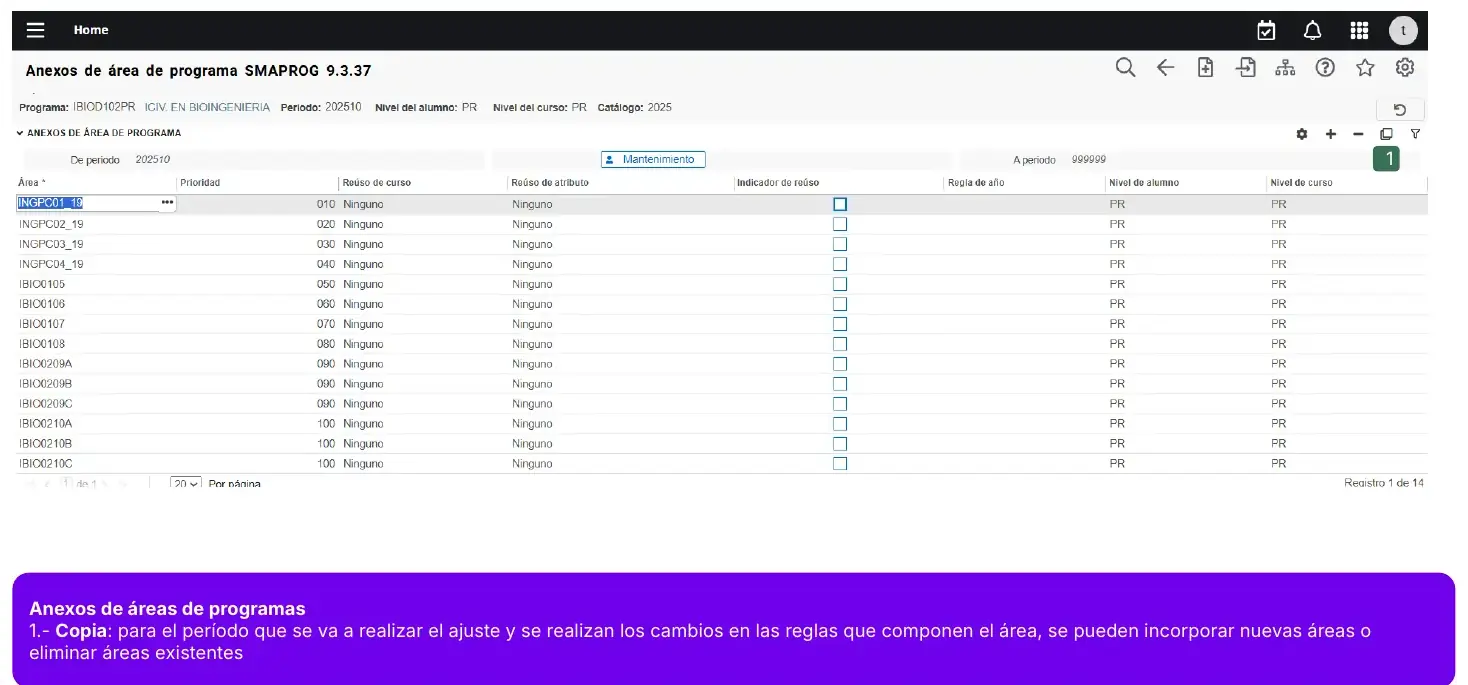 Home
t
Anexos de área de programa SMAPROG 9.3.37
Programa: IBIOD102PR ICIV. EN BIOINGENIERIA Periodo: 202510 Nivel del alumno: PR Nivel del curso: PR Catálogo: 2025
ANEXOS DE ÁREA DE PROGRAMA
De periodo 202510 Mantenimiento A periodo 999999 1
Área * Prioridad Reúso de curso Reúso de atributo Indicador de reúso Regla de año Nivel de alumno Nivel de curso
INGPC01_19 ••• 010 Ninguno Ninguno PR PR
INGPC02_19 020 Ninguno Ninguno PR PR
INGPC03_19 030 Ninguno Ninguno PR PR
INGPC04_19 040 Ninguno Ninguno PR PR
IBIO0105 050 Ninguno Ninguno PR PR
IBIO0106 060 Ninguno Ninguno PR PR
IBIO0107 070 Ninguno Ninguno PR PR
IBIO0108 080 Ninguno Ninguno PR PR
IBIO0209A 090 Ninguno Ninguno PR PR
IBIO0209B 090 Ninguno Ninguno PR PR
IBIO0209C 090 Ninguno Ninguno PR PR
IBIO0210A 100 Ninguno Ninguno PR PR
IBIO0210B 100 Ninguno Ninguno PR PR
IBIO0210C 100 Ninguno Ninguno PR PR
1 de 1 20 Por página Registro 1 de 14
Anexos de áreas de programas
1.- Copia: para el período que se va a realizar el ajuste y se realizan los cambios en las reglas que componen el área, se pueden incorporar nuevas áreas o
eliminar áreas existentes